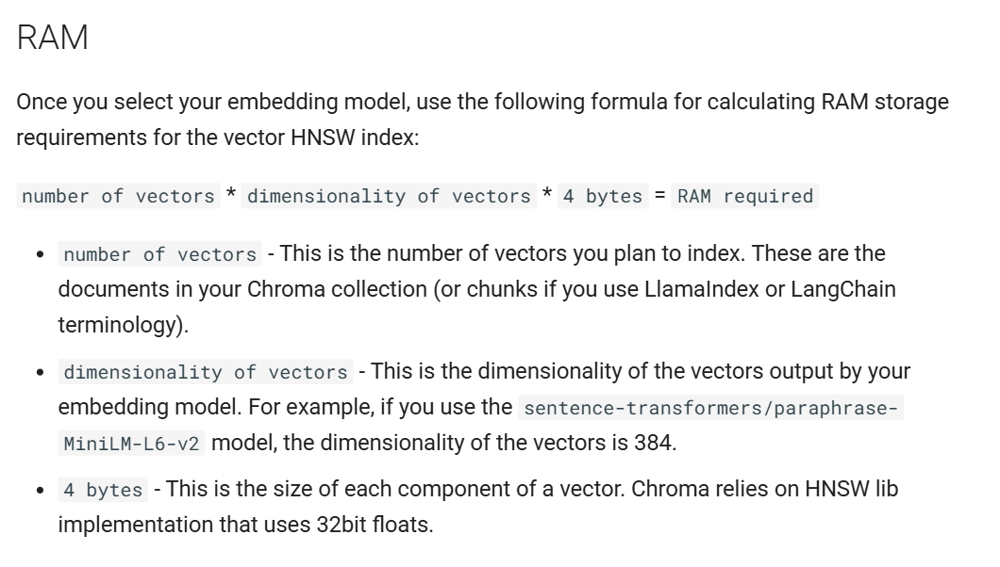 RAM
Once you select your embedding model, use the following formula for calculating RAM storage
requirements for the vector HNSW index:
number of vectors * dimensionality of vectors * 4 bytes = RAM required
• number of vectors - This is the number of vectors you plan to index. These are the
documents in your Chroma collection (or chunks if you use LlamaIndex or LangChain
terminology).
• dimensionality of vectors - This is the dimensionality of the vectors output by your
embedding model. For example, if you use the sentence-transformers/paraphrase-
MiniLM-L6-v2 model, the dimensionality of the vectors is 384.
• 4 bytes - This is the size of each component of a vector. Chroma relies on HNSW lib
implementation that uses 32bit floats.